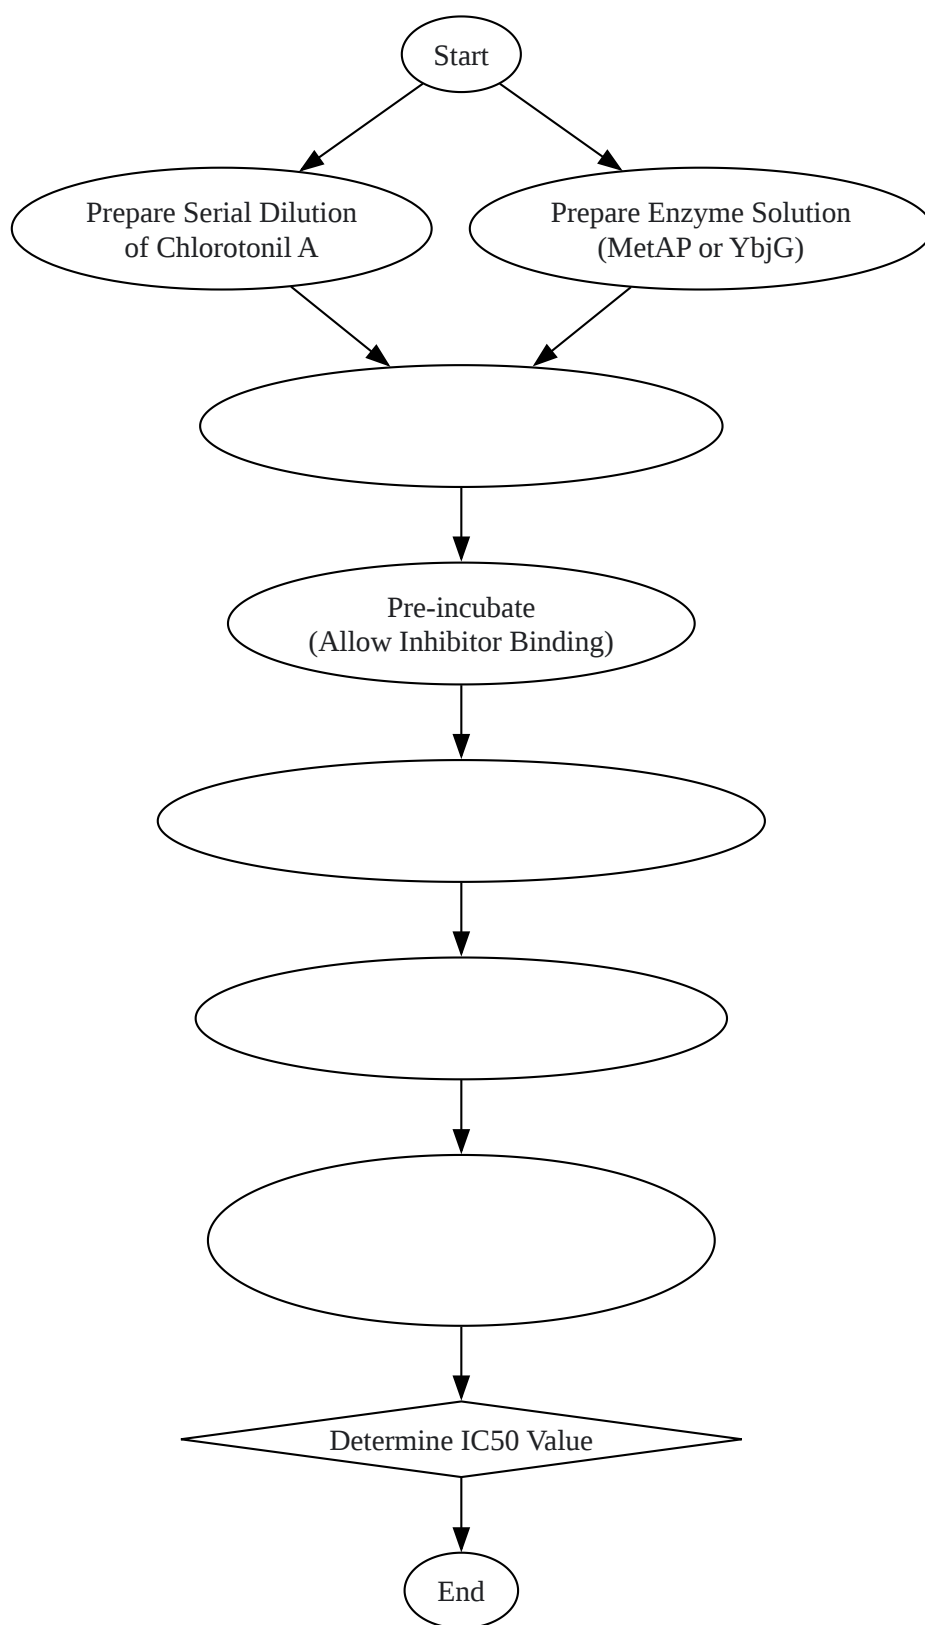 Start
Prepare Serial Dilution
of Chlorotonil A
Prepare Enzyme Solution
(MetAP or YbjG)
Pre-incubate
(Allow Inhibitor Binding)
Determine IC50 Value
End